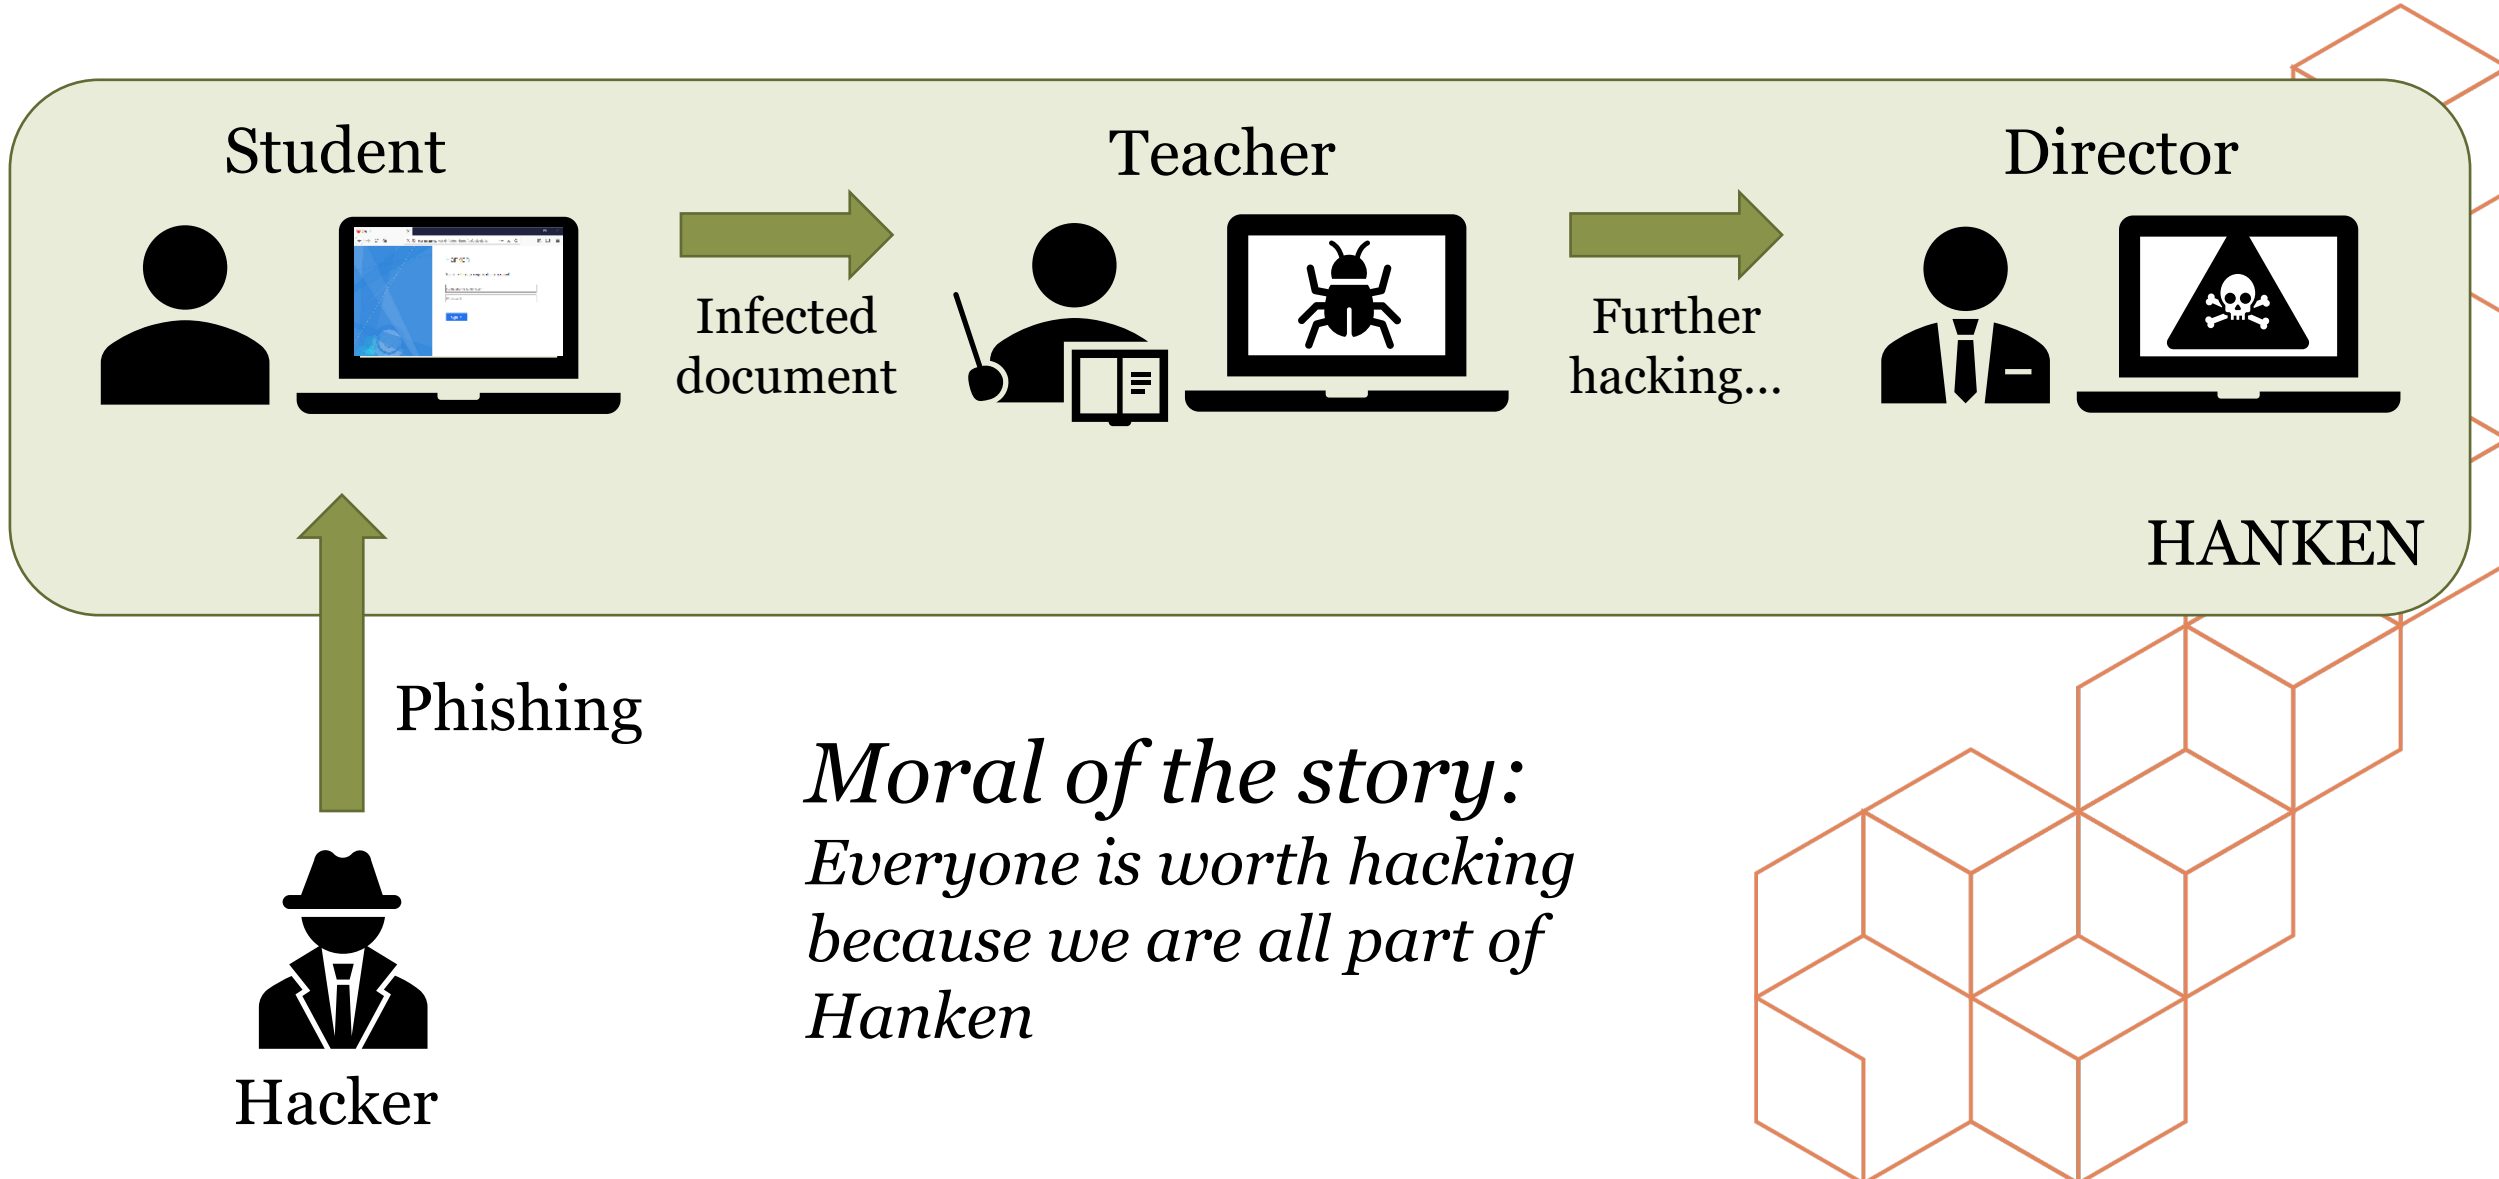 Student
Teacher
Director
Infected
document
Further
hacking...
HANKEN
Phishing
Moral of the story:
Everyone is worth hacking
because we are all part of
Hanken
Hacker